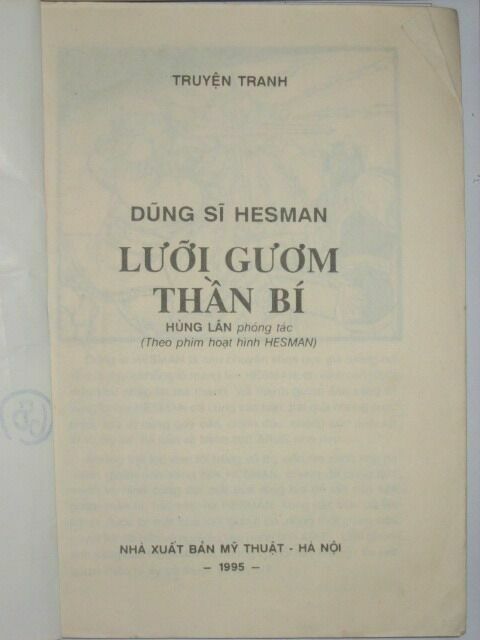 TRUYỆN TRANH
DŨNG SĨ HESMAN
LƯỠI GƯƠM
THẦN BÍ
HÙNG LÂN phóng tác
(Theo phim hoạt hình HESMAN)
NHÀ XUẤT BẢN MỸ THUẬT - HÀ NỘI
– 1995 –